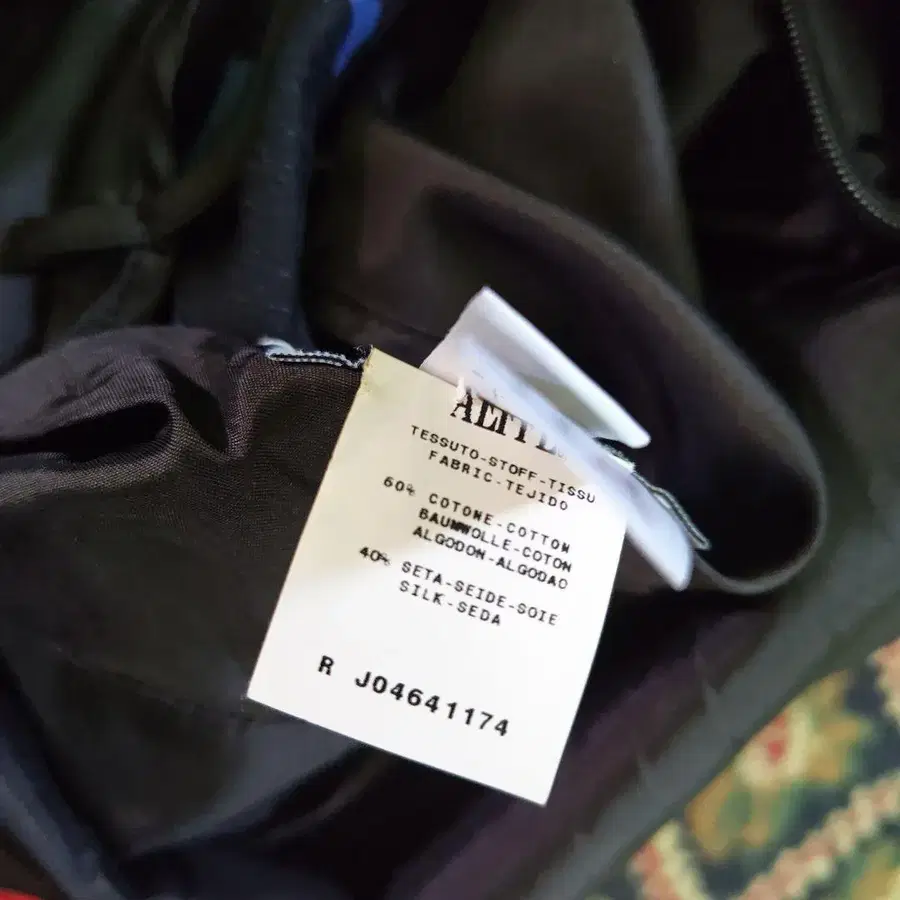 TESSUTO-STOFF-TISSU
FABRIC-TEJIDO
60% COTONE-COTTON
BAUMWOLLE-COTON
ALGODON-ALGODAO
40% SETA-SEIDE-SOIE
SILK-SEDA
R J04641174